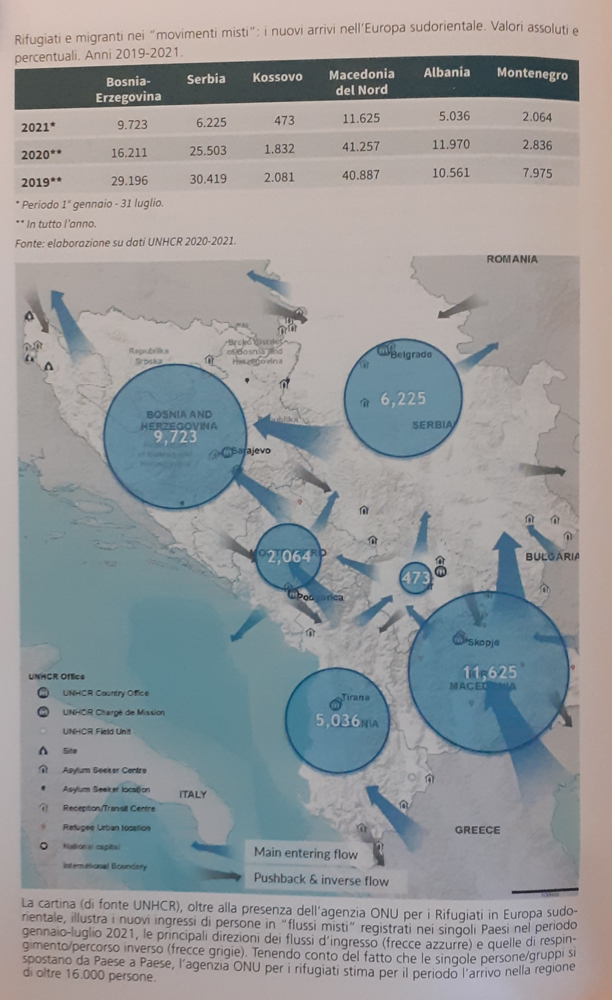 Rifugiati e migranti nei “movimenti misti”: i nuovi arrivi nell’Europa sudorientale. Valori assoluti e
percentuali. Anni 2019-2021.
Bosnia-Erzegovina Serbia Kossovo Macedonia del Nord Albania Montenegro
2021* 9.723 6.225 473 11.625 5.036 2.064
2020** 16.211 25.503 1.832 41.257 11.970 2.836
2019** 29.196 30.419 2.081 40.887 10.561 7.975
* Periodo 1° gennaio - 31 luglio.
** In tutto l’anno.
Fonte: elaborazione su dati UNHCR 2020-2021.
ROMANIA
Republika
Srpska
Brcko district
of Bosnia and
Herzegovina
Belgrade
6,225
SERBIA
BOSNIA AND
HERZEGOVINA
9,723
Sarajevo
2,064
473
BULGARIA
Podgorica
Skopje
11,625
Tirana
5,036
UNHCR Office
UNHCR Country Office
UNHCR Chargé de Mission
UNHCR Field Unit
Site
Asylum Seeker Centre
Asylum Seeker location
Reception/Transit Centre
Refugee Urban location
National capital
International Boundary
ITALY
GREECE
Main entering flow
Pushback & inverse flow
La cartina (di fonte UNHCR), oltre alla presenza dell’agenzia ONU per i Rifugiati in Europa sudo-
rientale, illustra i nuovi ingressi di persone in “flussi misti” registrati nei singoli Paesi nel periodo
gennaio-luglio 2021, le principali direzioni dei flussi d’ingresso (frecce azzurre) e quelle di respin-
gimento/percorso inverso (frecce grigie). Tenendo conto del fatto che le singole persone/gruppi si
spostano da Paese a Paese, l’agenzia ONU per i rifugiati stima per il periodo l’arrivo nella regione
di oltre 16.000 persone.